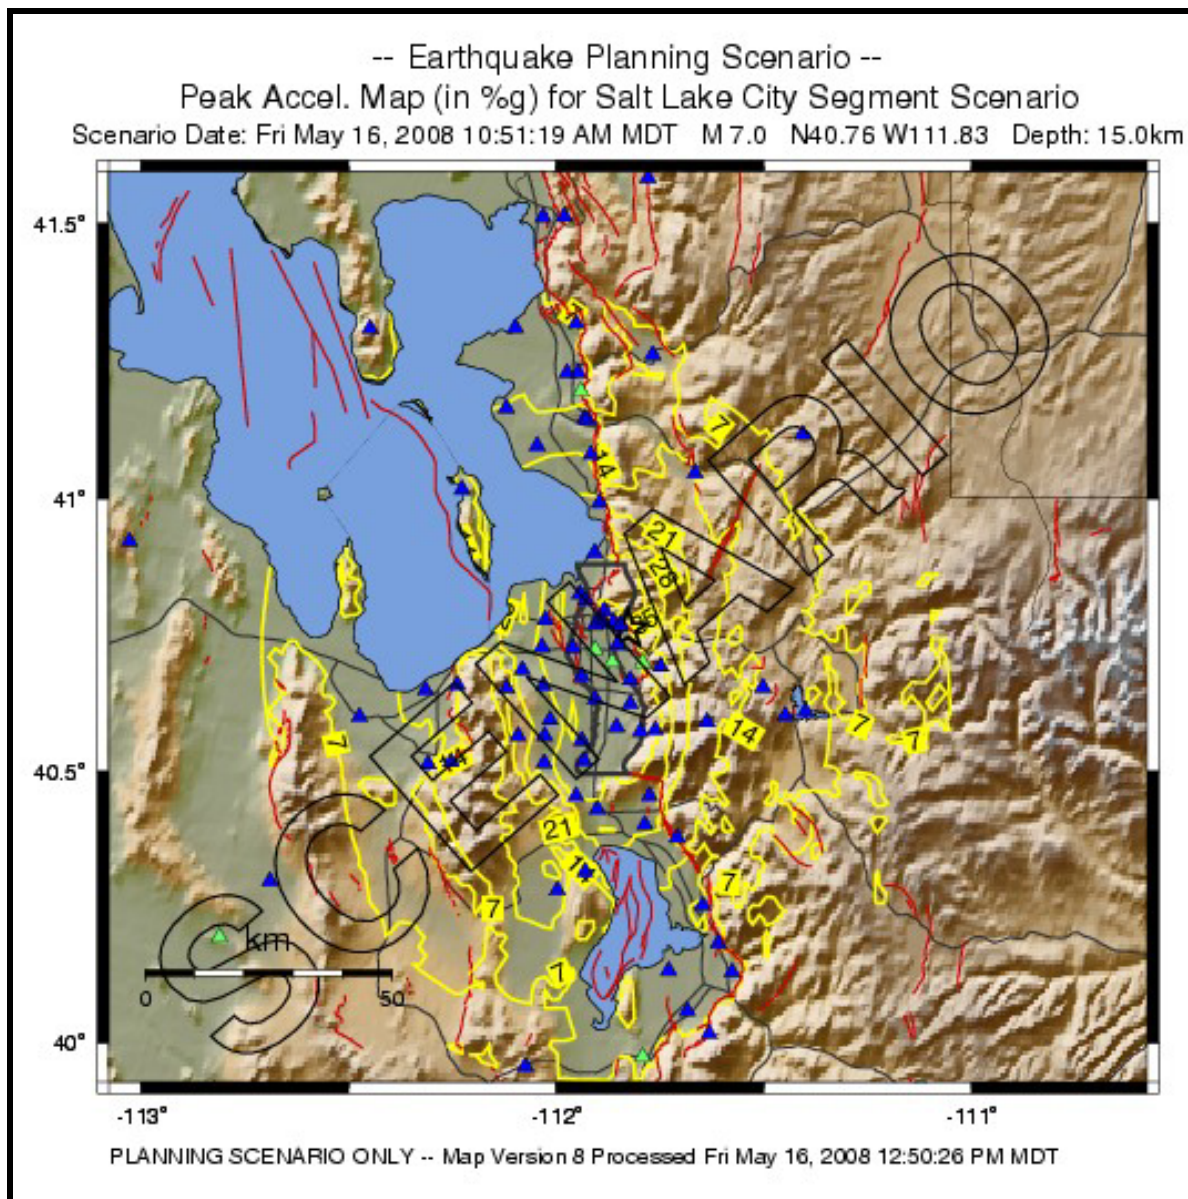 -- Earthquake Planning Scenario --
Peak Accel. Map (in %g) for Salt Lake City Segment Scenario
Scenario Date: Fri May 16, 2008 10:51:19 AM MDT M 7.0 N40.76 W111.83 Depth: 15.0km
41.5°
7
14
41°
21
28
7
14
7
7
40.5°
21
7
7
SCENARIO
km
7
0 50
40°
-113° -112° -111°
PLANNING SCENARIO ONLY -- Map Version 8 Processed Fri May 16, 2008 12:50:26 PM MDT